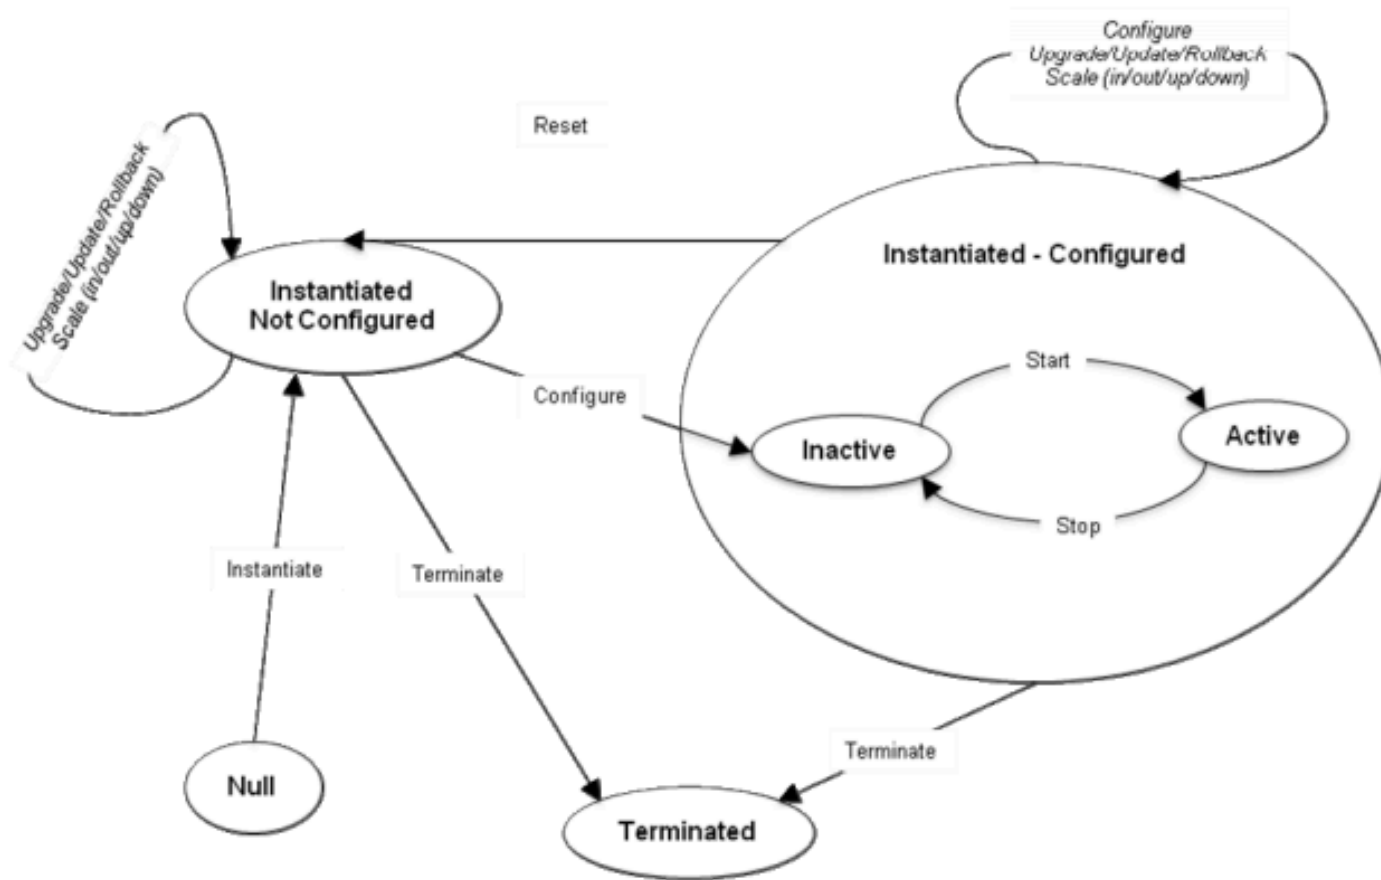 Configure
Upgrade/Update/Rollback
Scale (in/out/up/down)
Reset
Upgrade/Update/Rollback
Scale (in/out/up/down)
Instantiated - Configured
Instantiated
Not Configured
Start
Configure
Inactive
Active
Stop
Instantiate
Terminate
Terminate
Null
Terminated